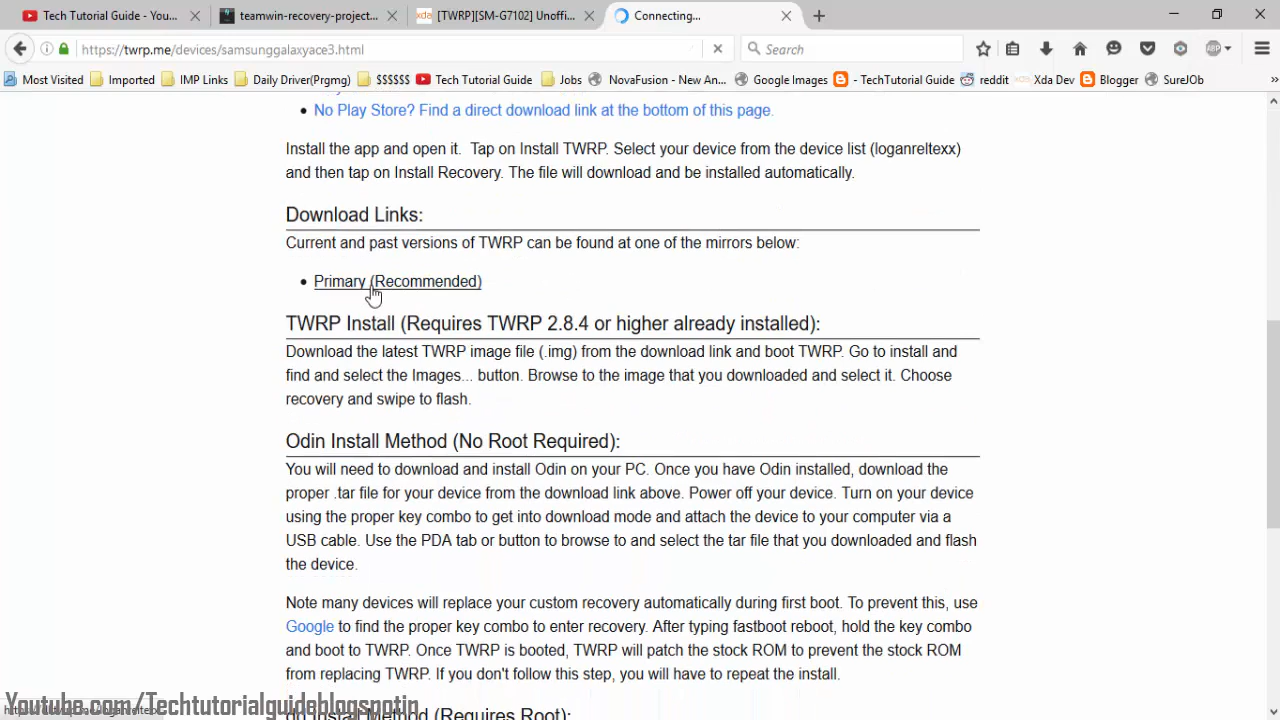 Tech Tutorial Guide - You...
teamwin-recovery-project...
[TWRP][SM-G7102] Unoffi...
Connecting...
https://twrp.me/devices/samsunggalaxyace3.html
Search
Most Visited
Imported
IMP Links
Daily Driver(Prgmg)
$$$$$$
Tech Tutorial Guide
Jobs
NovaFusion - New An...
Google Images
- TechTutorial Guide
reddit
Xda Dev
Blogger
SureJOb
No Play Store? Find a direct download link at the bottom of this page.
Install the app and open it. Tap on Install TWRP. Select your device from the device list (loganreltexx)
and then tap on Install Recovery. The file will download and be installed automatically.
Download Links:
Current and past versions of TWRP can be found at one of the mirrors below:
Primary (Recommended)
TWRP Install (Requires TWRP 2.8.4 or higher already installed):
Download the latest TWRP image file (.img) from the download link and boot TWRP. Go to install and
find and select the Images... button. Browse to the image that you downloaded and select it. Choose
recovery and swipe to flash.
Odin Install Method (No Root Required):
You will need to download and install Odin on your PC. Once you have Odin installed, download the
proper .tar file for your device from the download link above. Power off your device. Turn on your device
using the proper key combo to get into download mode and attach the device to your computer via a
USB cable. Use the PDA tab or button to browse to and select the tar file that you downloaded and flash
the device.
Note many devices will replace your custom recovery automatically during first boot. To prevent this, use
Google to find the proper key combo to enter recovery. After typing fastboot reboot, hold the key combo
and boot to TWRP. Once TWRP is booted, TWRP will patch the stock ROM to prevent the stock ROM
from replacing TWRP. If you don't follow this step, you will have to repeat the install.
Youtube.com/Techtutorialguideblogspotin
dd Install Method (Requires Root):